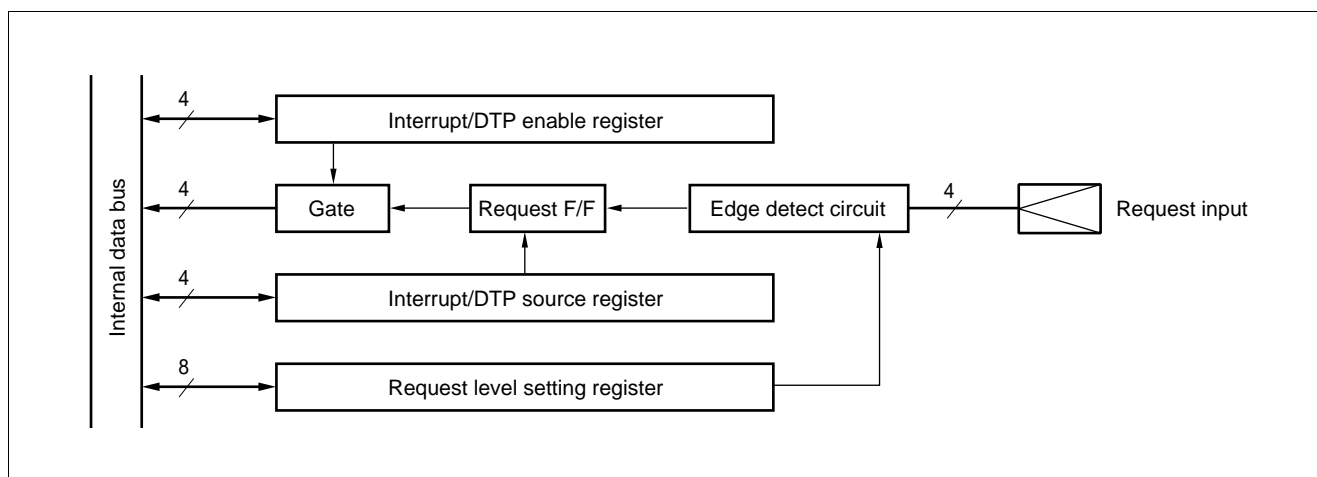 Internal data bus
4
Interrupt/DTP enable register
4
Gate
Request F/F
Edge detect circuit
4
Request input
4
Interrupt/DTP source register
8
Request level setting register